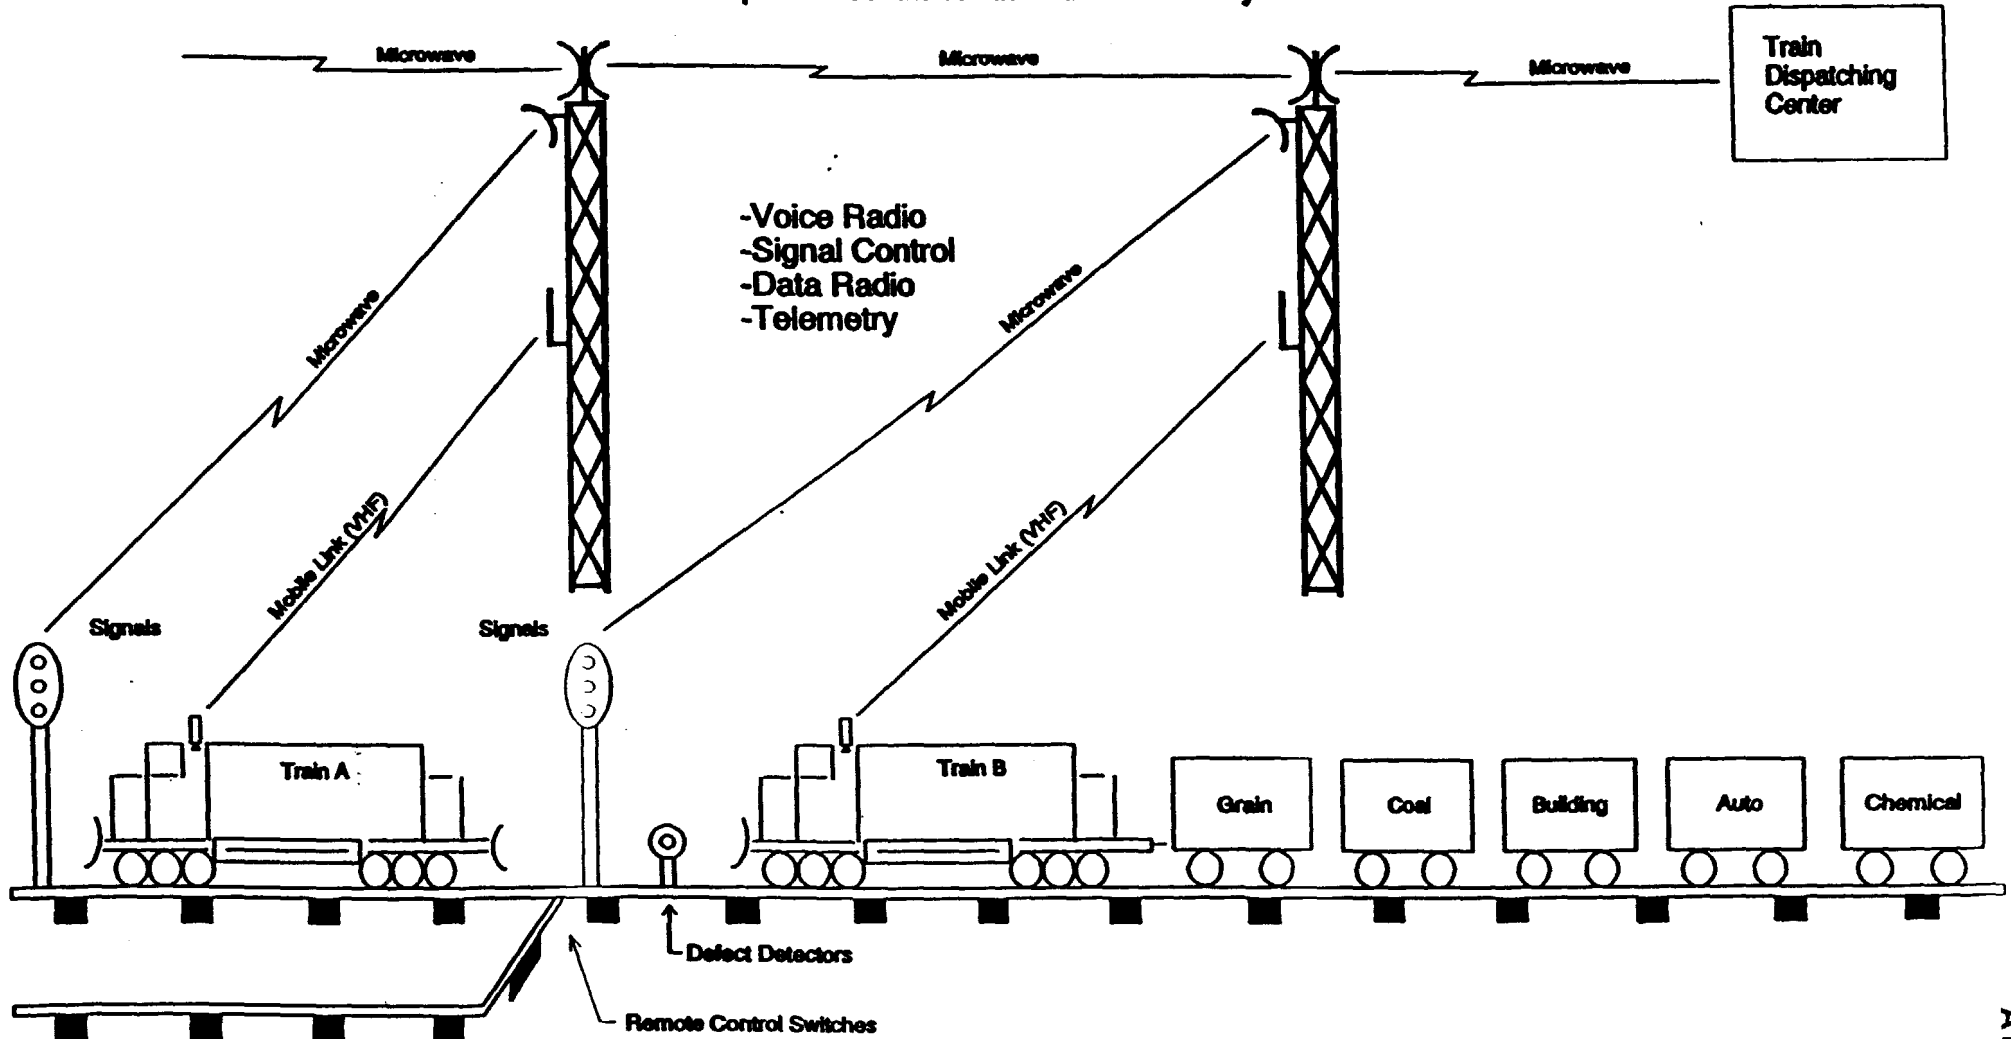 Microwave
Microwave
Microwave
Train
Dispatching
Center
-Voice Radio
-Signal Control
-Data Radio
-Telemetry
Microwave
Microwave
Mobile Link (VHF)
Mobile Link (VHF)
Signals
Signals
Train A
Train B
Grain
Coal
Building
Auto
Chemical
Defect Detectors
Remote Control Switches